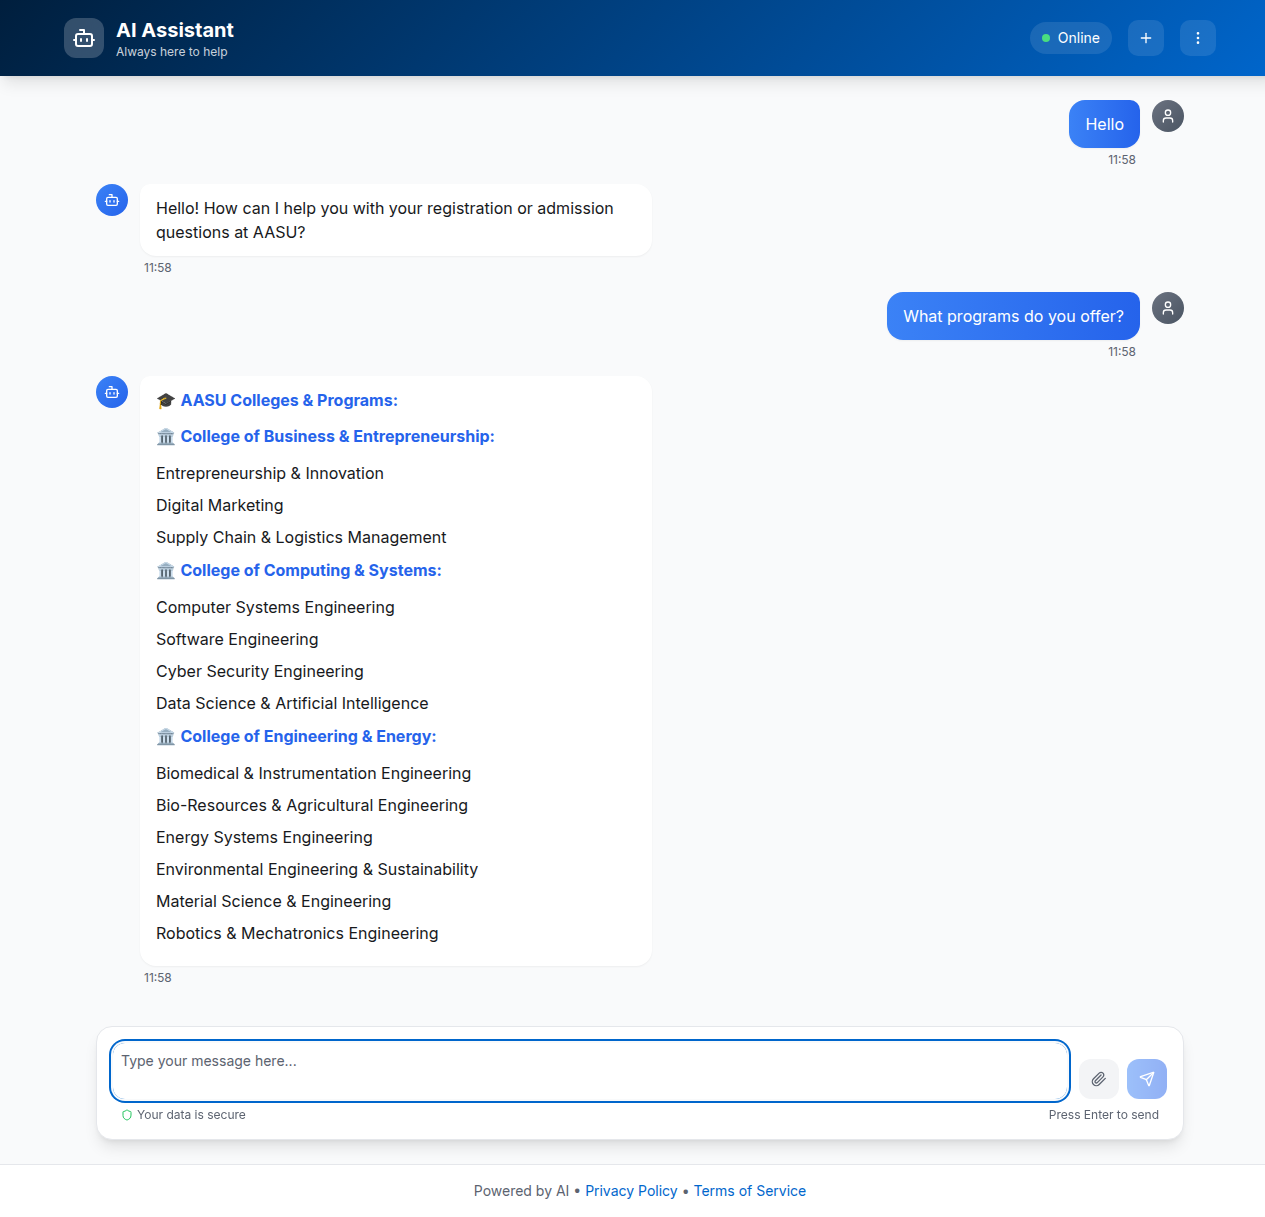 AI Assistant
Always here to help
Online
Hello
11:58
Hello! How can I help you with your registration or admission
questions at AASU?
11:58
What programs do you offer?
11:58
🎓 AASU Colleges & Programs:
🏛️ College of Business & Entrepreneurship:
Entrepreneurship & Innovation
Digital Marketing
Supply Chain & Logistics Management
🏛️ College of Computing & Systems:
Computer Systems Engineering
Software Engineering
Cyber Security Engineering
Data Science & Artificial Intelligence
🏛️ College of Engineering & Energy:
Biomedical & Instrumentation Engineering
Bio-Resources & Agricultural Engineering
Energy Systems Engineering
Environmental Engineering & Sustainability
Material Science & Engineering
Robotics & Mechatronics Engineering
11:58
Type your message here...
Your data is secure
Press Enter to send
Powered by AI • Privacy Policy • Terms of Service